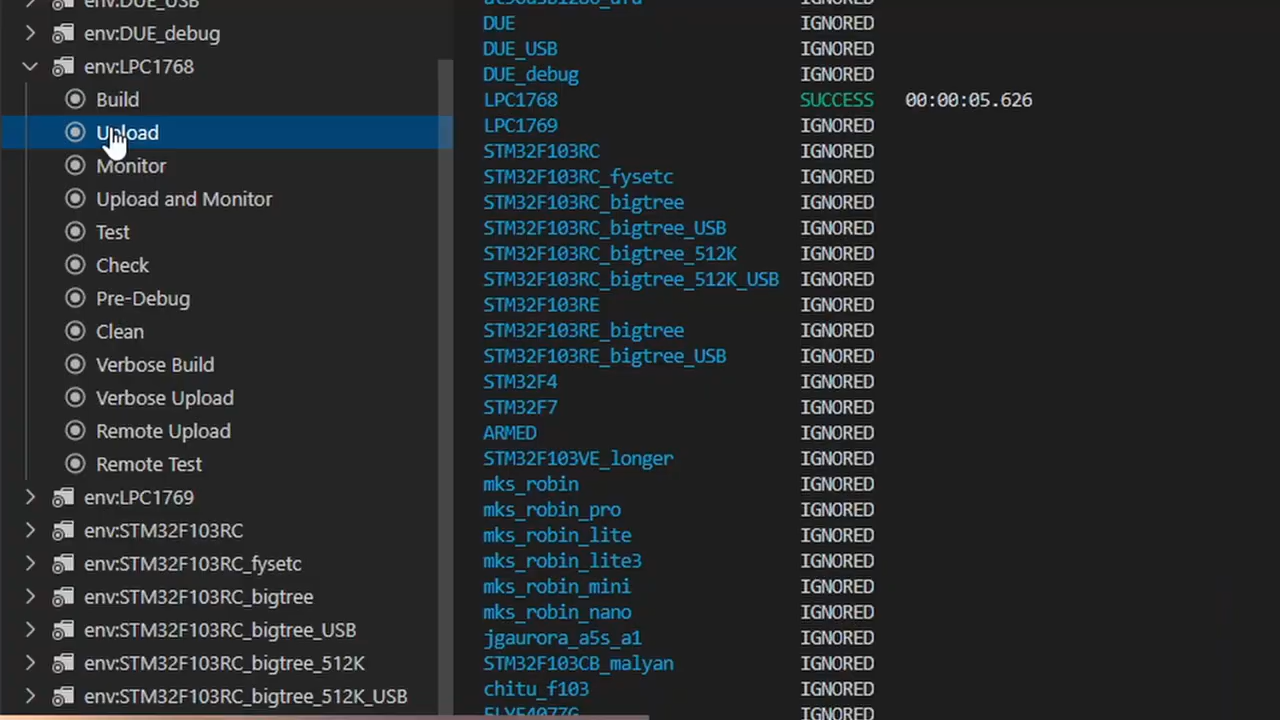 env:DUE_USB
env:DUE_debug
env:LPC1768
Build
Upload
Monitor
Upload and Monitor
Test
Check
Pre-Debug
Clean
Verbose Build
Verbose Upload
Remote Upload
Remote Test
env:LPC1769
env:STM32F103RC
env:STM32F103RC_fysetc
env:STM32F103RC_bigtree
env:STM32F103RC_bigtree_USB
env:STM32F103RC_bigtree_512K
env:STM32F103RC_bigtree_512K_USB
IGNORED
DUE IGNORED
DUE_USB IGNORED
DUE_debug IGNORED
LPC1768 SUCCESS 00:00:05.626
LPC1769 IGNORED
STM32F103RC IGNORED
STM32F103RC_fysetc IGNORED
STM32F103RC_bigtree IGNORED
STM32F103RC_bigtree_USB IGNORED
STM32F103RC_bigtree_512K IGNORED
STM32F103RC_bigtree_512K_USB IGNORED
STM32F103RE IGNORED
STM32F103RE_bigtree IGNORED
STM32F103RE_bigtree_USB IGNORED
STM32F4 IGNORED
STM32F7 IGNORED
ARMED IGNORED
STM32F103VE_longer IGNORED
mks_robin IGNORED
mks_robin_pro IGNORED
mks_robin_lite IGNORED
mks_robin_lite3 IGNORED
mks_robin_mini IGNORED
mks_robin_nano IGNORED
jgaurora_a5s_a1 IGNORED
STM32F103CB_malyan IGNORED
chitu_f103 IGNORED
IGNORED